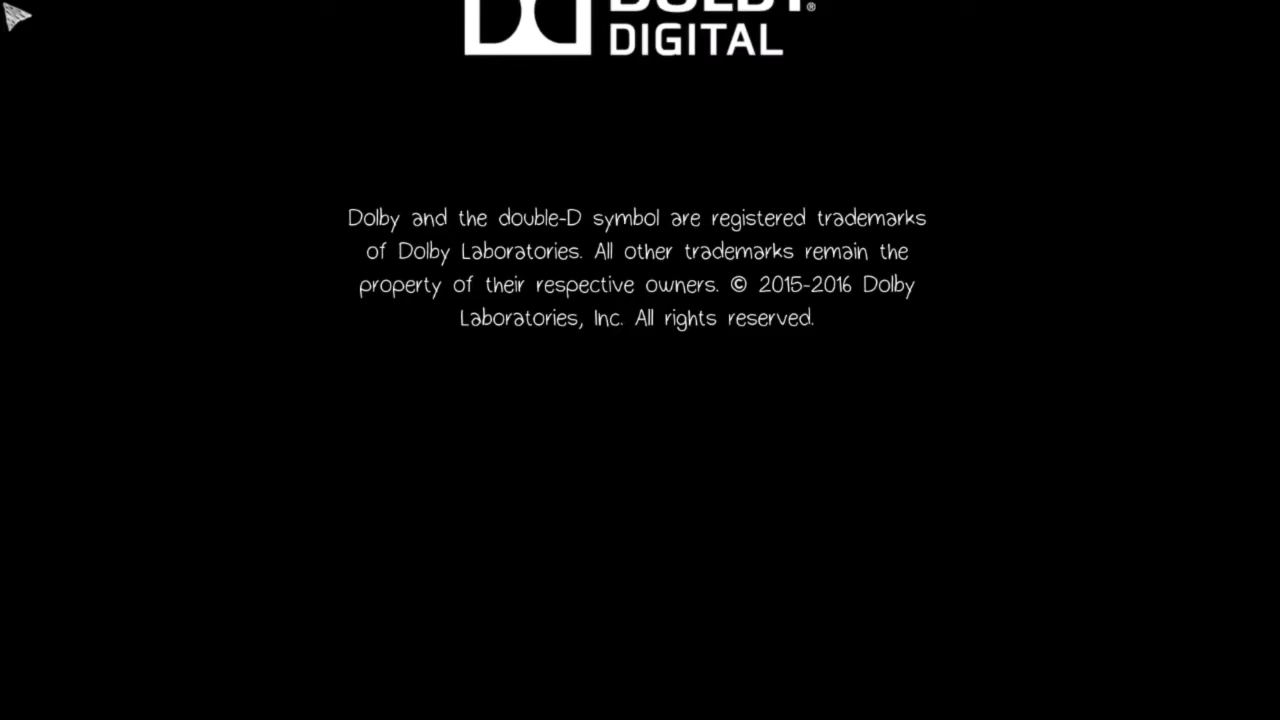 DOLBY®
DIGITAL
Dolby and the double-D symbol are registered trademarks
of Dolby Laboratories. All other trademarks remain the
property of their respective owners. © 2015-2016 Dolby
Laboratories, Inc. All rights reserved.